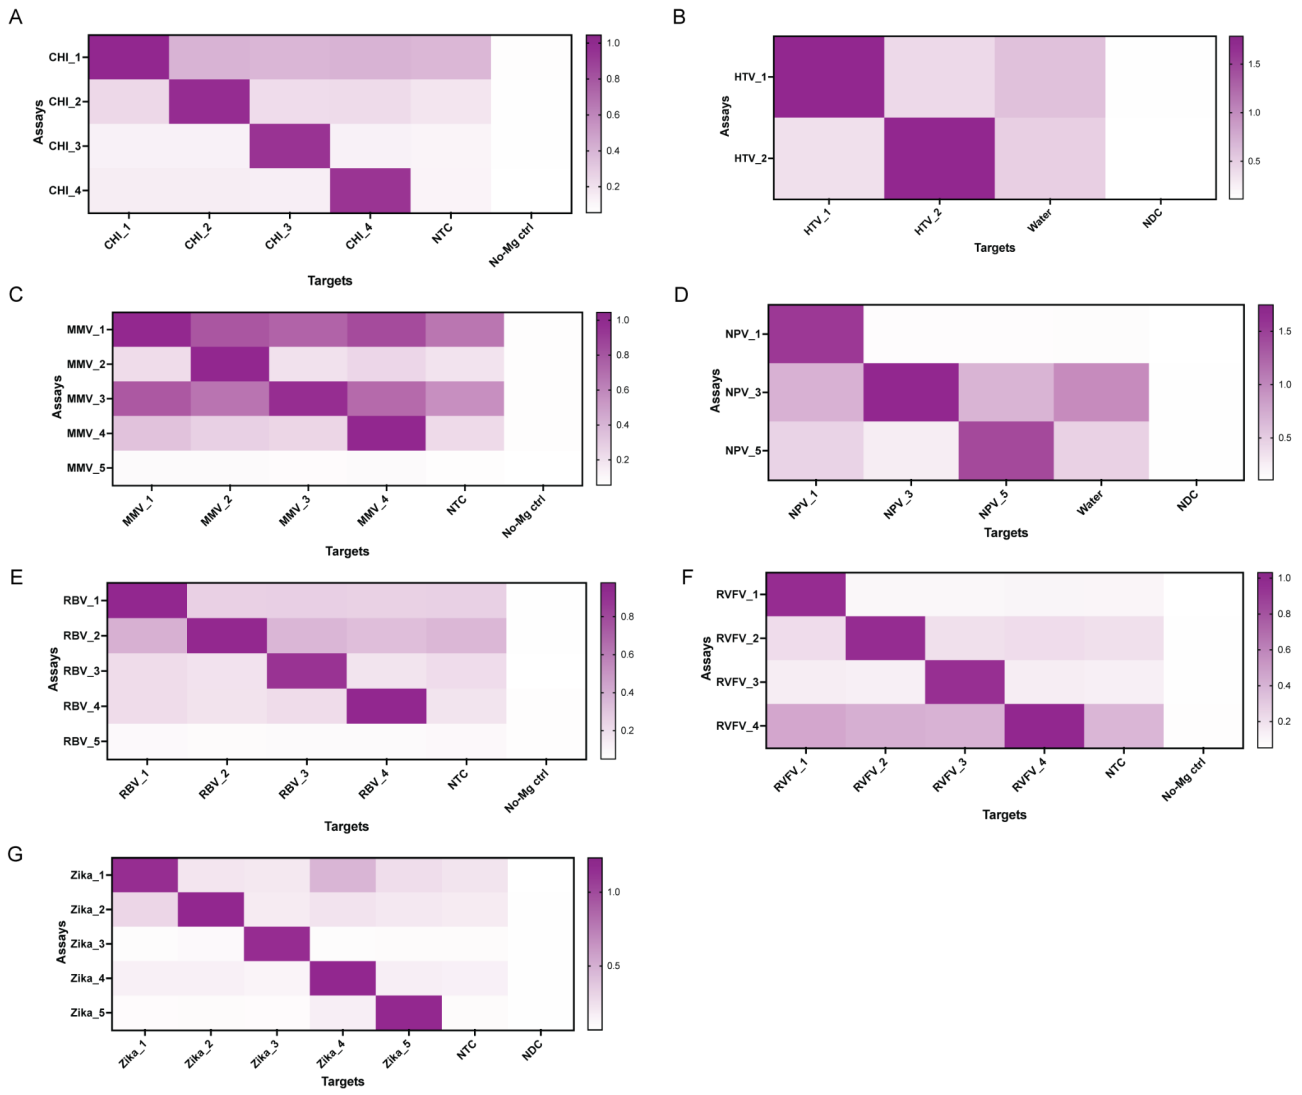 A
Assays
CHI_1
CHI_2
CHI_3
CHI_4
CHI_1
CHI_2
CHI_3
CHI_4
NTC
No-Mg ctrl
Targets
1.0
0.8
0.6
0.4
0.2
B
Assays
HTV_1
HTV_2
HTV_1
HTV_2
Water
NDC
Targets
1.5
1.0
0.5
C
Assays
MMV_1
MMV_2
MMV_3
MMV_4
MMV_5
MMV_1
MMV_2
MMV_3
MMV_4
NTC
No-Mg ctrl
Targets
1.0
0.8
0.6
0.4
0.2
D
Assays
NPV_1
NPV_3
NPV_5
NPV_1
NPV_3
NPV_5
Water
NDC
Targets
1.5
1.0
0.5
E
Assays
RBV_1
RBV_2
RBV_3
RBV_4
RBV_5
RBV_1
RBV_2
RBV_3
RBV_4
NTC
No-Mg ctrl
Targets
0.8
0.6
0.4
0.2
F
Assays
RVFV_1
RVFV_2
RVFV_3
RVFV_4
RVFV_1
RVFV_2
RVFV_3
RVFV_4
NTC
No-Mg ctrl
Targets
1.0
0.8
0.6
0.4
0.2
G
Assays
Zika_1
Zika_2
Zika_3
Zika_4
Zika_5
Zika_1
Zika_2
Zika_3
Zika_4
Zika_5
NTC
NDC
Targets
1.0
0.5